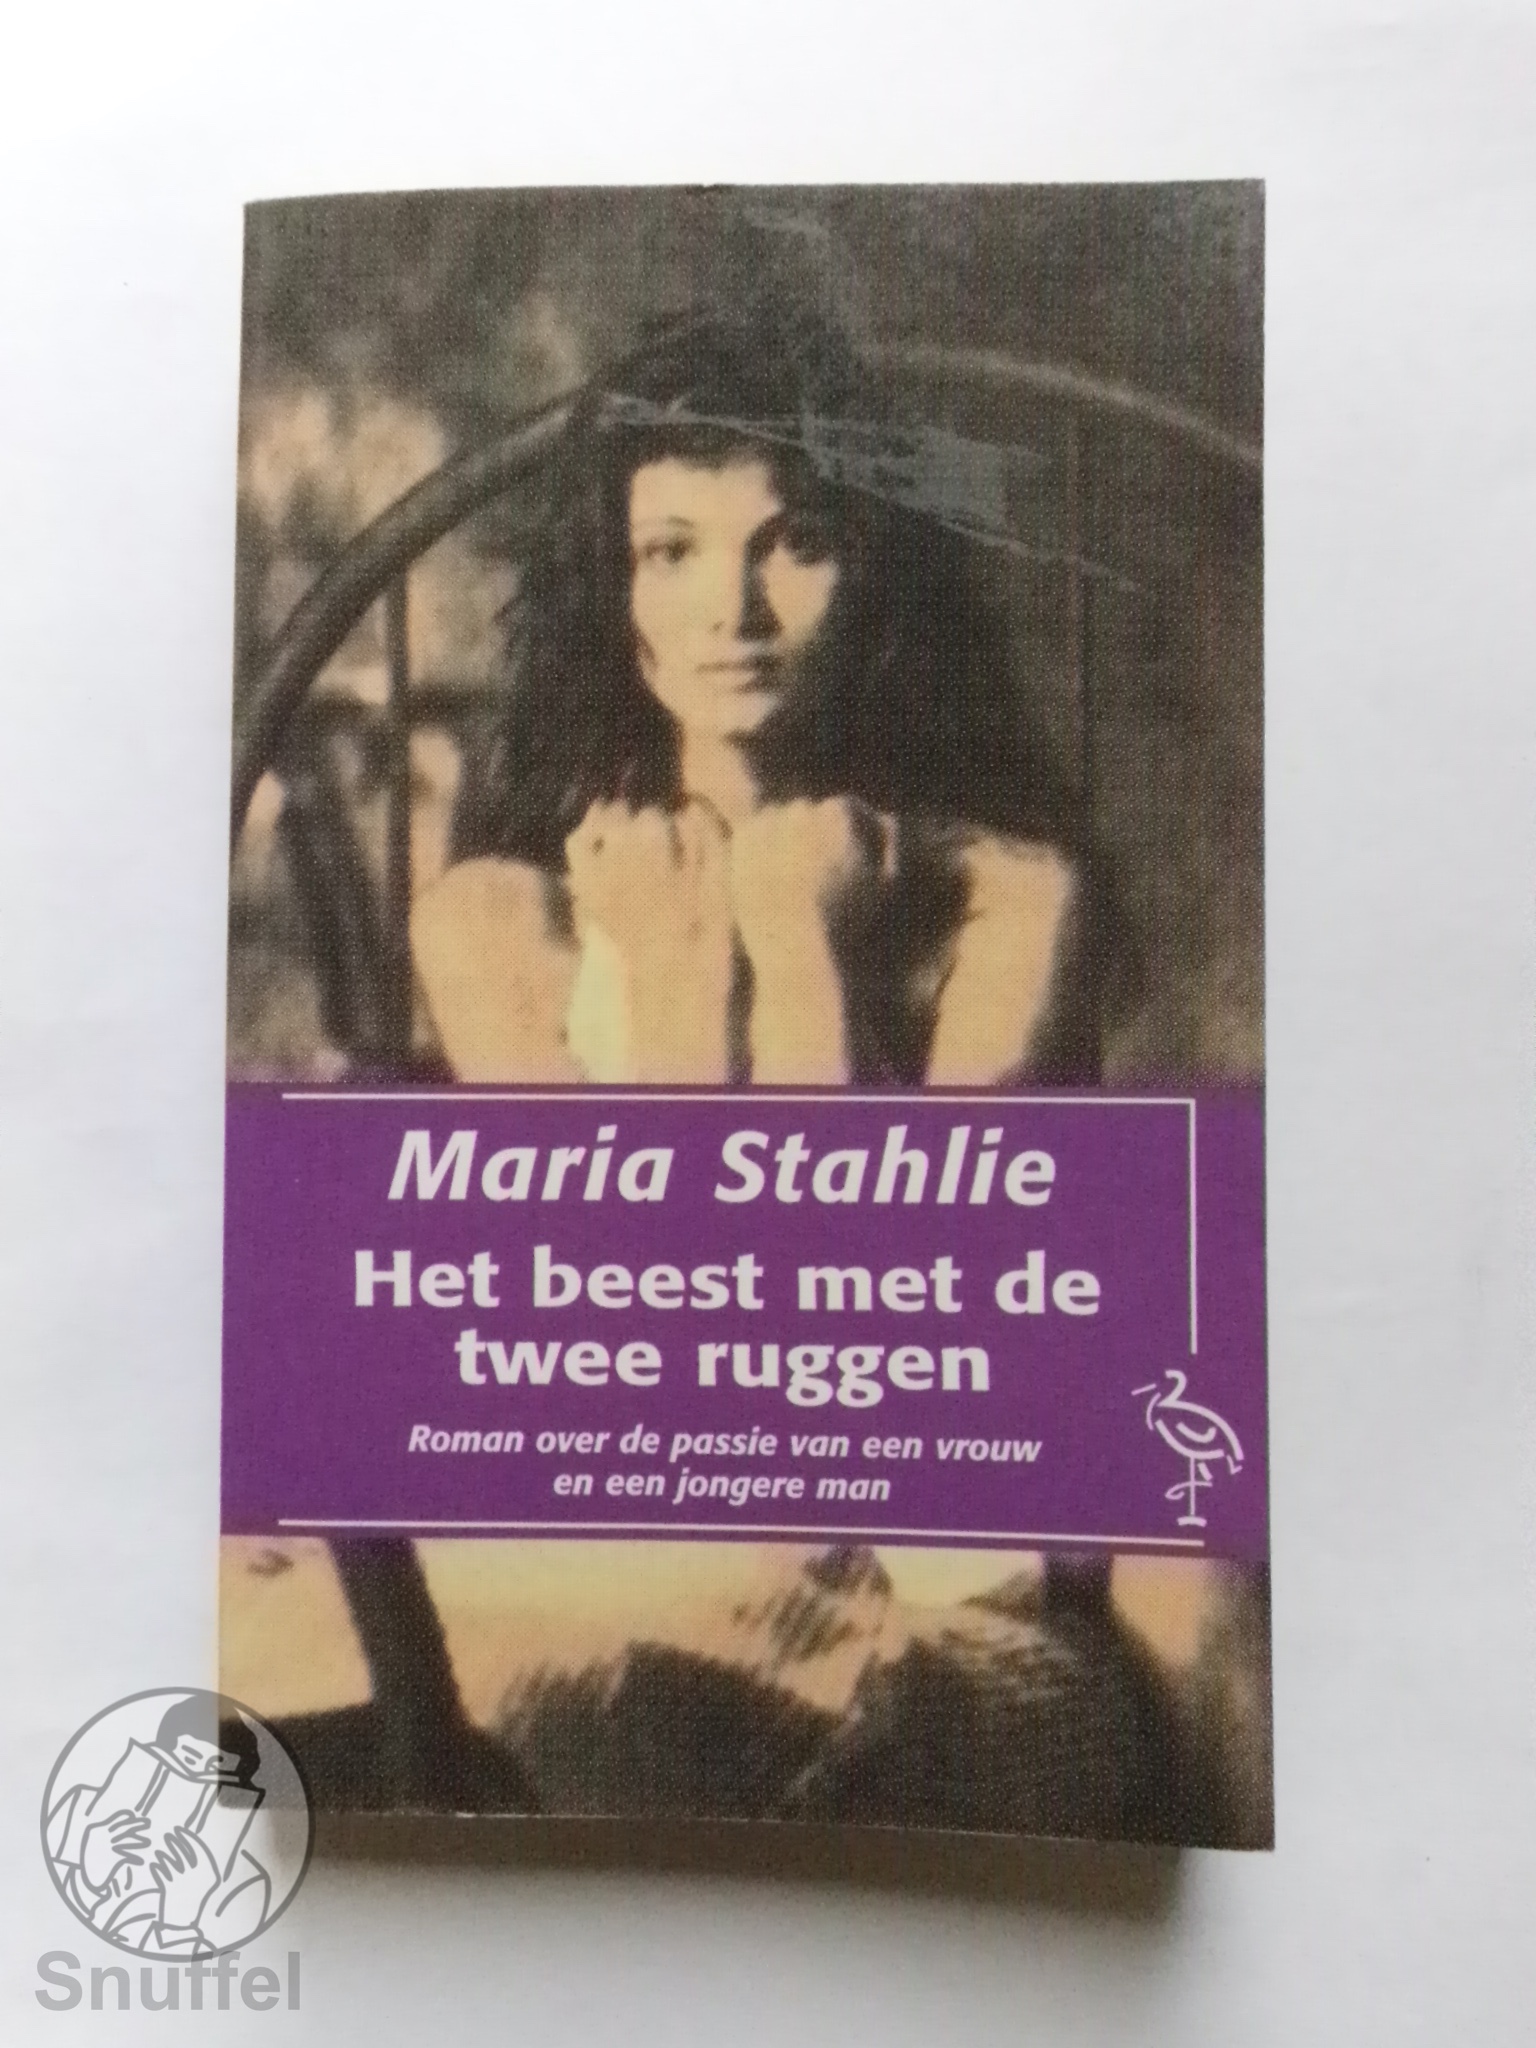 Maria Stahlie
Het beest met de
twee ruggen
Roman over de passie van een vrouw
en een jongere man
Snuffel